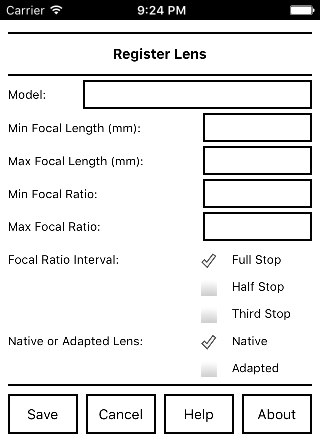 Carrier 9:24 PM
Register Lens
Model:
Min Focal Length (mm):
Max Focal Length (mm):
Min Focal Ratio:
Max Focal Ratio:
Focal Ratio Interval: Full Stop
Half Stop
Third Stop
Native or Adapted Lens: Native
Adapted
Save Cancel Help About